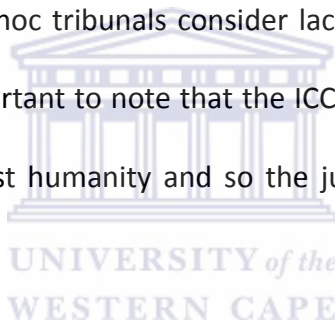 hoc tribunals consider lac
rtant to note that the ICC
st humanity and so the ju
UNIVERSITY of the
WESTERN CAPE